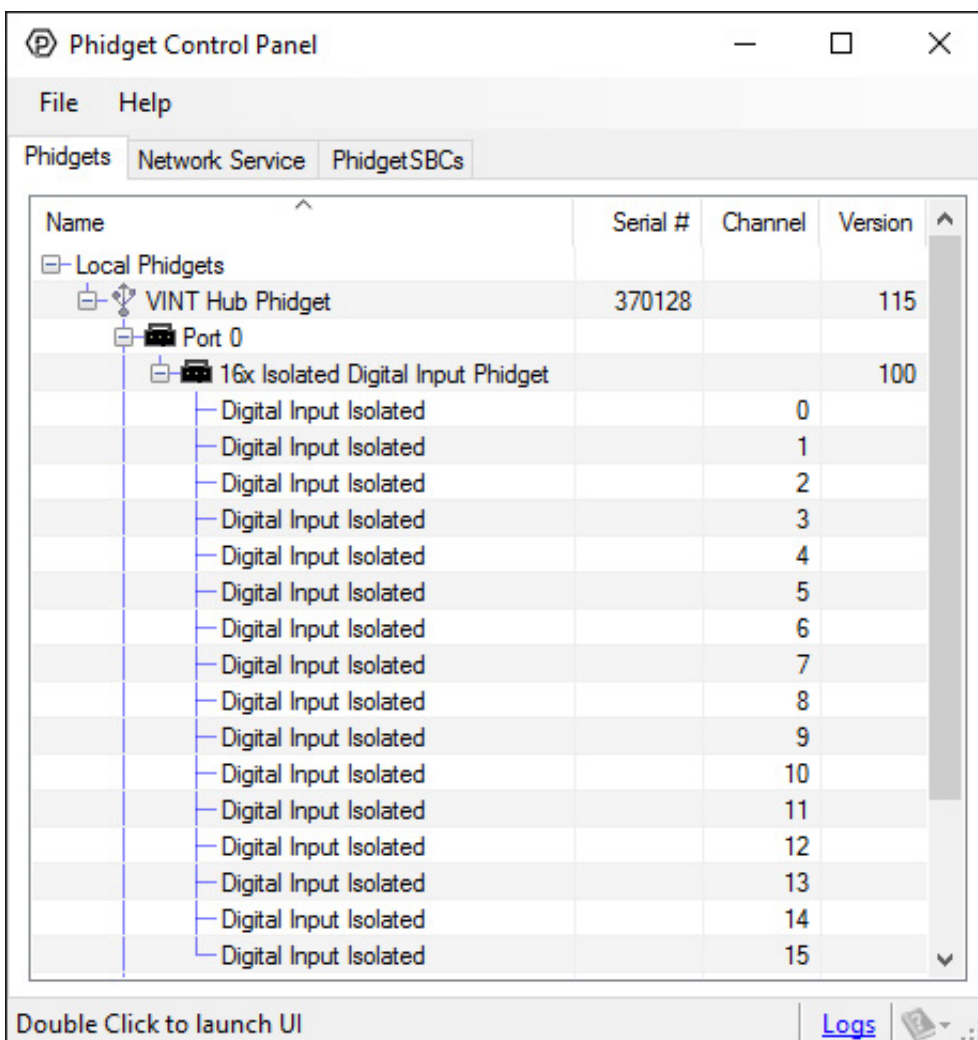 Phidget Control Panel
File Help
Phidgets Network Service PhidgetSBCs
Name Serial # Channel Version
Local Phidgets
VINT Hub Phidget 370128 115
Port 0
16x Isolated Digital Input Phidget 100
Digital Input Isolated 0
Digital Input Isolated 1
Digital Input Isolated 2
Digital Input Isolated 3
Digital Input Isolated 4
Digital Input Isolated 5
Digital Input Isolated 6
Digital Input Isolated 7
Digital Input Isolated 8
Digital Input Isolated 9
Digital Input Isolated 10
Digital Input Isolated 11
Digital Input Isolated 12
Digital Input Isolated 13
Digital Input Isolated 14
Digital Input Isolated 15
Double Click to launch UI Logs